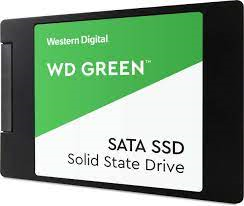 Western Digital
WD GREEN™
SATA SSD
Solid State Drive